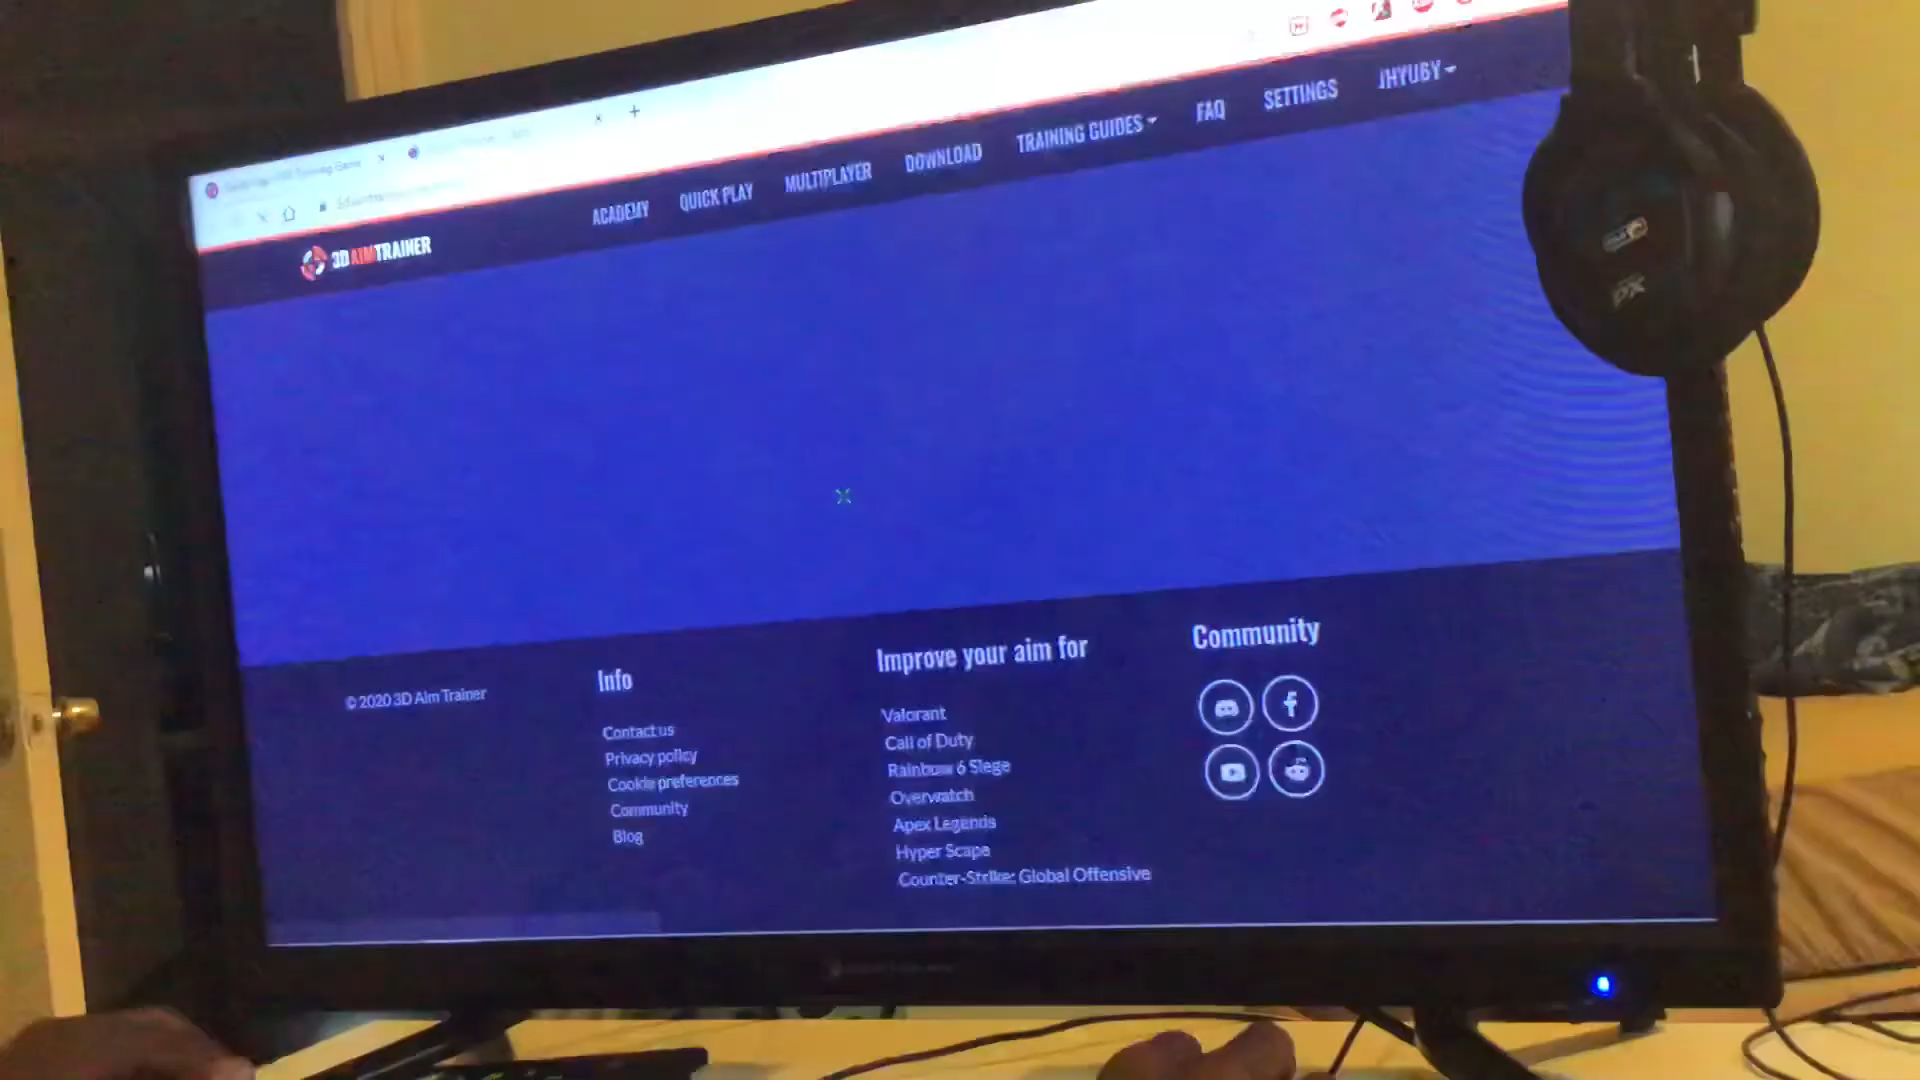 ACADEMY
QUICK PLAY
MULTIPLAYER
DOWNLOAD
TRAINING GUIDES
FAQ
SETTINGS
JHYUBY
3D AIM TRAINER
PX
© 2020 3D Aim Trainer
Info
Contact us
Privacy policy
Cookie preferences
Community
Blog
Improve your aim for
Valorant
Call of Duty
Rainbow 6 Siege
Overwatch
Apex Legends
Hyper Scape
Counter-Strike: Global Offensive
Community